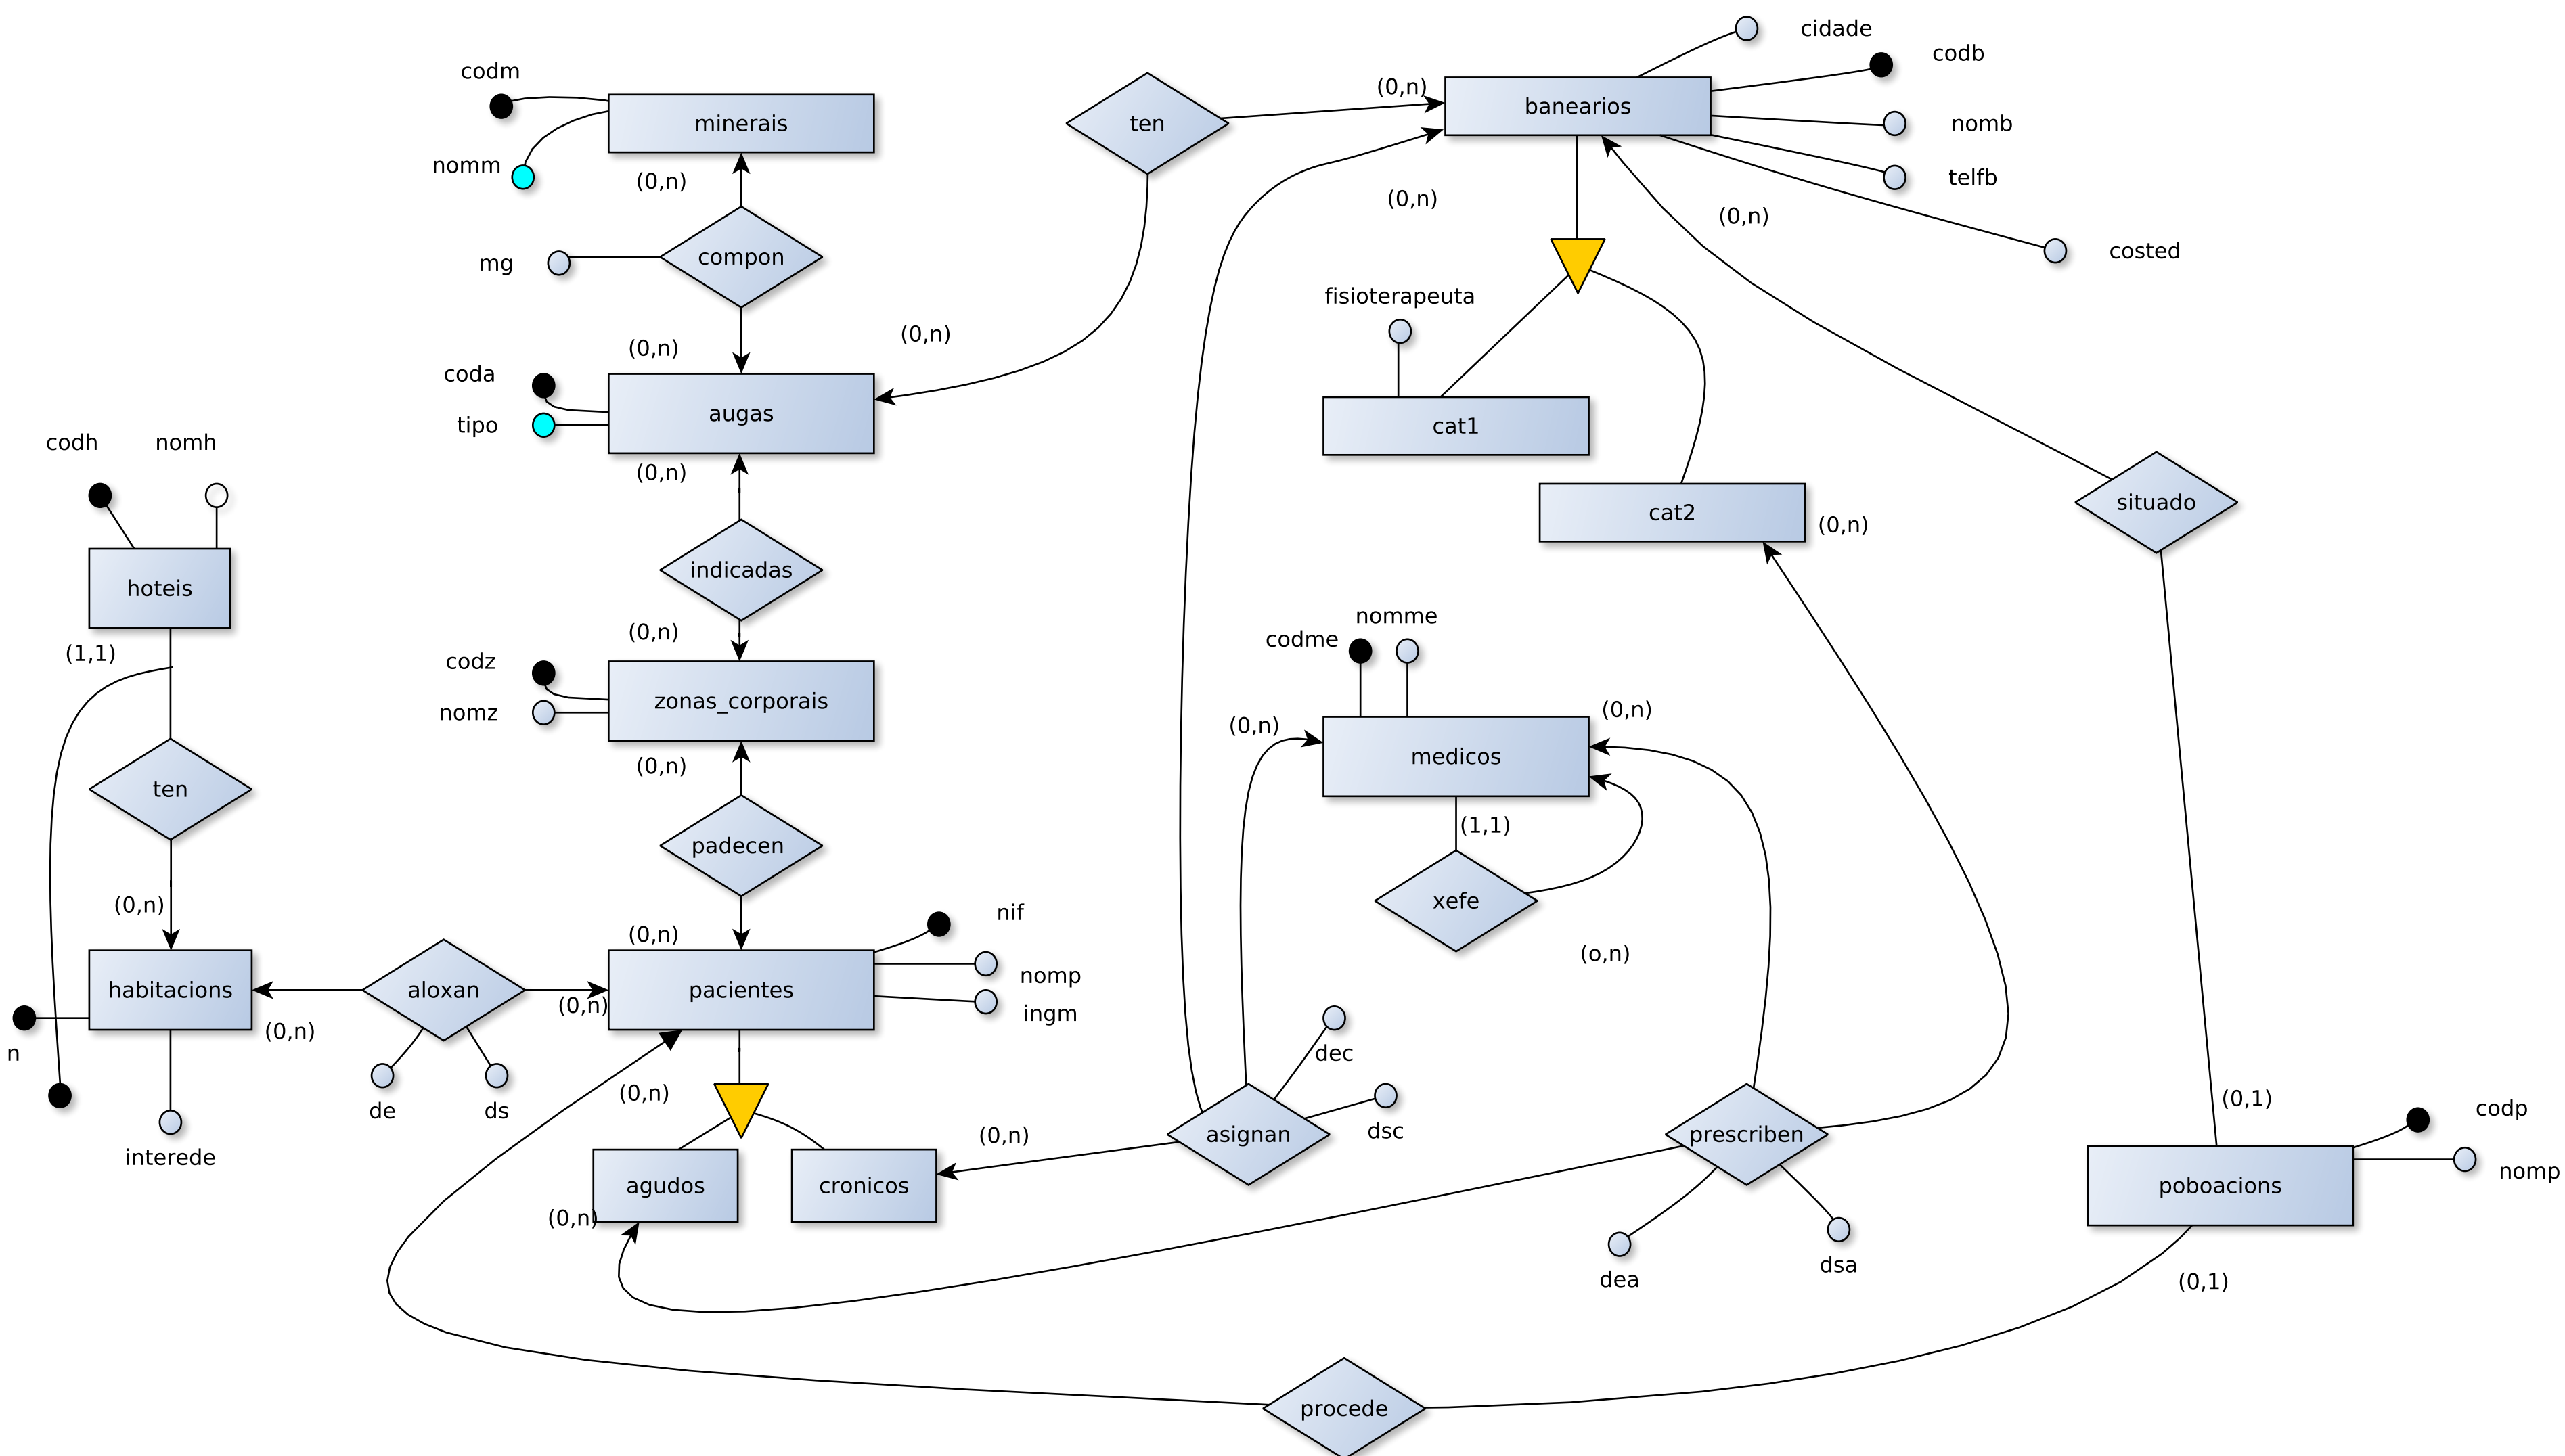 cidade
codb
codm
(0,n)
banearios
minerais
ten
nomb
nomm
(0,n)
telfb
(0,n)
(0,n)
costed
compon
mg
fisioterapeuta
(0,n)
(0,n)
coda
augas
tipo
cat1
codh
nomh
(0,n)
situado
cat2
(0,n)
indicadas
hoteis
nomme
(0,n)
codme
(1,1)
codz
zonas_corporais
nomz
(0,n)
(0,n)
medicos
(0,n)
ten
(1,1)
padecen
xefe
(0,n)
nif
(0,n)
(o,n)
nomp
habitacions
aloxan
pacientes
(0,n)
ingm
(0,n)
n
dec
(0,n)
(0,1)
de
ds
codp
dsc
(0,n)
asignan
prescriben
interede
nomp
agudos
cronicos
poboacions
(0,n)
dsa
dea
(0,1)
procede